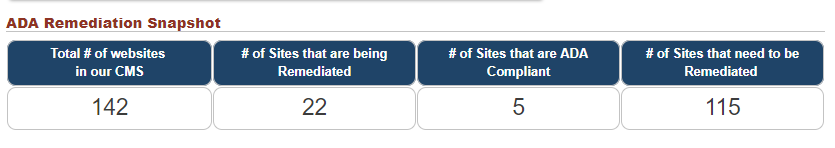 ADA Remediation Snapshot
Total # of websites
in our CMS
# of Sites that are being
Remediated
# of Sites that are ADA
Compliant
# of Sites that need to be
Remediated
142
22
5
115